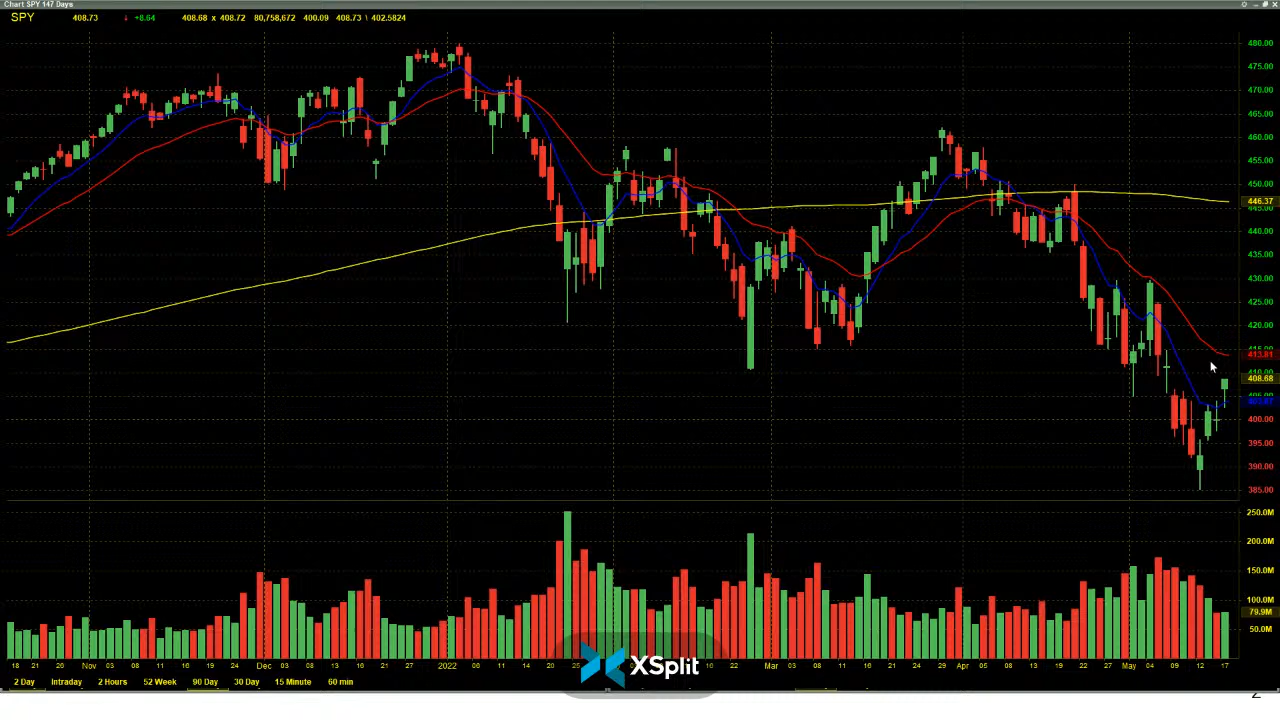 Chart SPY 147 Days
SPY 408.73 +8.64 408.68 x 408.72 80,758,672 400.09 408.73 \ 402.5824
480.00
475.00
470.00
465.00
460.00
455.00
450.00
446.37
445.00
440.00
435.00
430.00
425.00
420.00
415.00
413.81
410.00
408.68
405.00
400.00
395.00
390.00
385.00
250.0M
200.0M
150.0M
100.0M
79.9M
50.0M
18 21 26 Nov 03 08 11 16 19 24 Dec 03 08 13 16 21 27 2022 06 11 14 20 25 16 22 Mar 03 08 11 16 21 24 29 Apr 05 08 13 19 22 27 May 04 09 12 17
XSplit
2 Day Intraday 2 Hours 52 Week 90 Day 30 Day 15 Minute 60 min
2